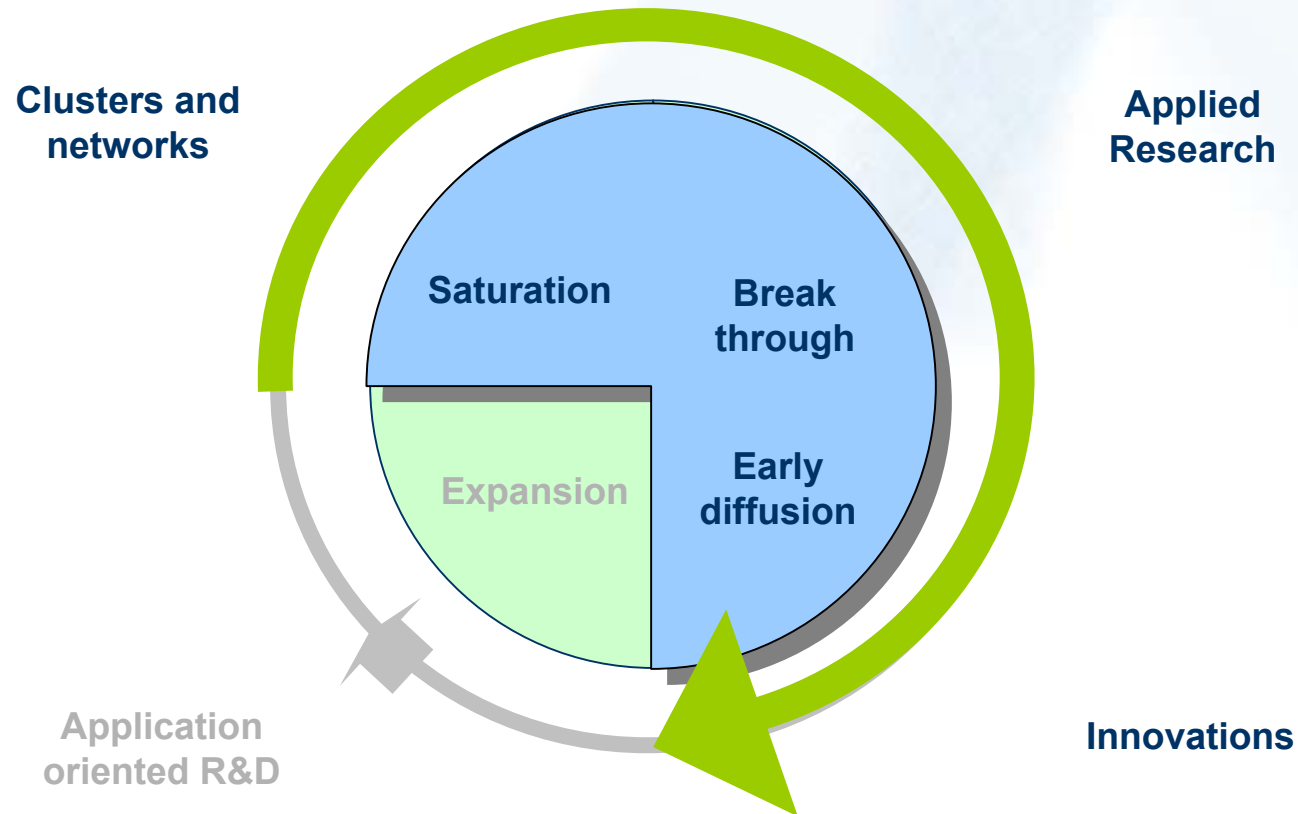 Clusters and
networks
Applied
Research
Saturation
Break
through
Expansion
Early
diffusion
Application
oriented R&D
Innovations